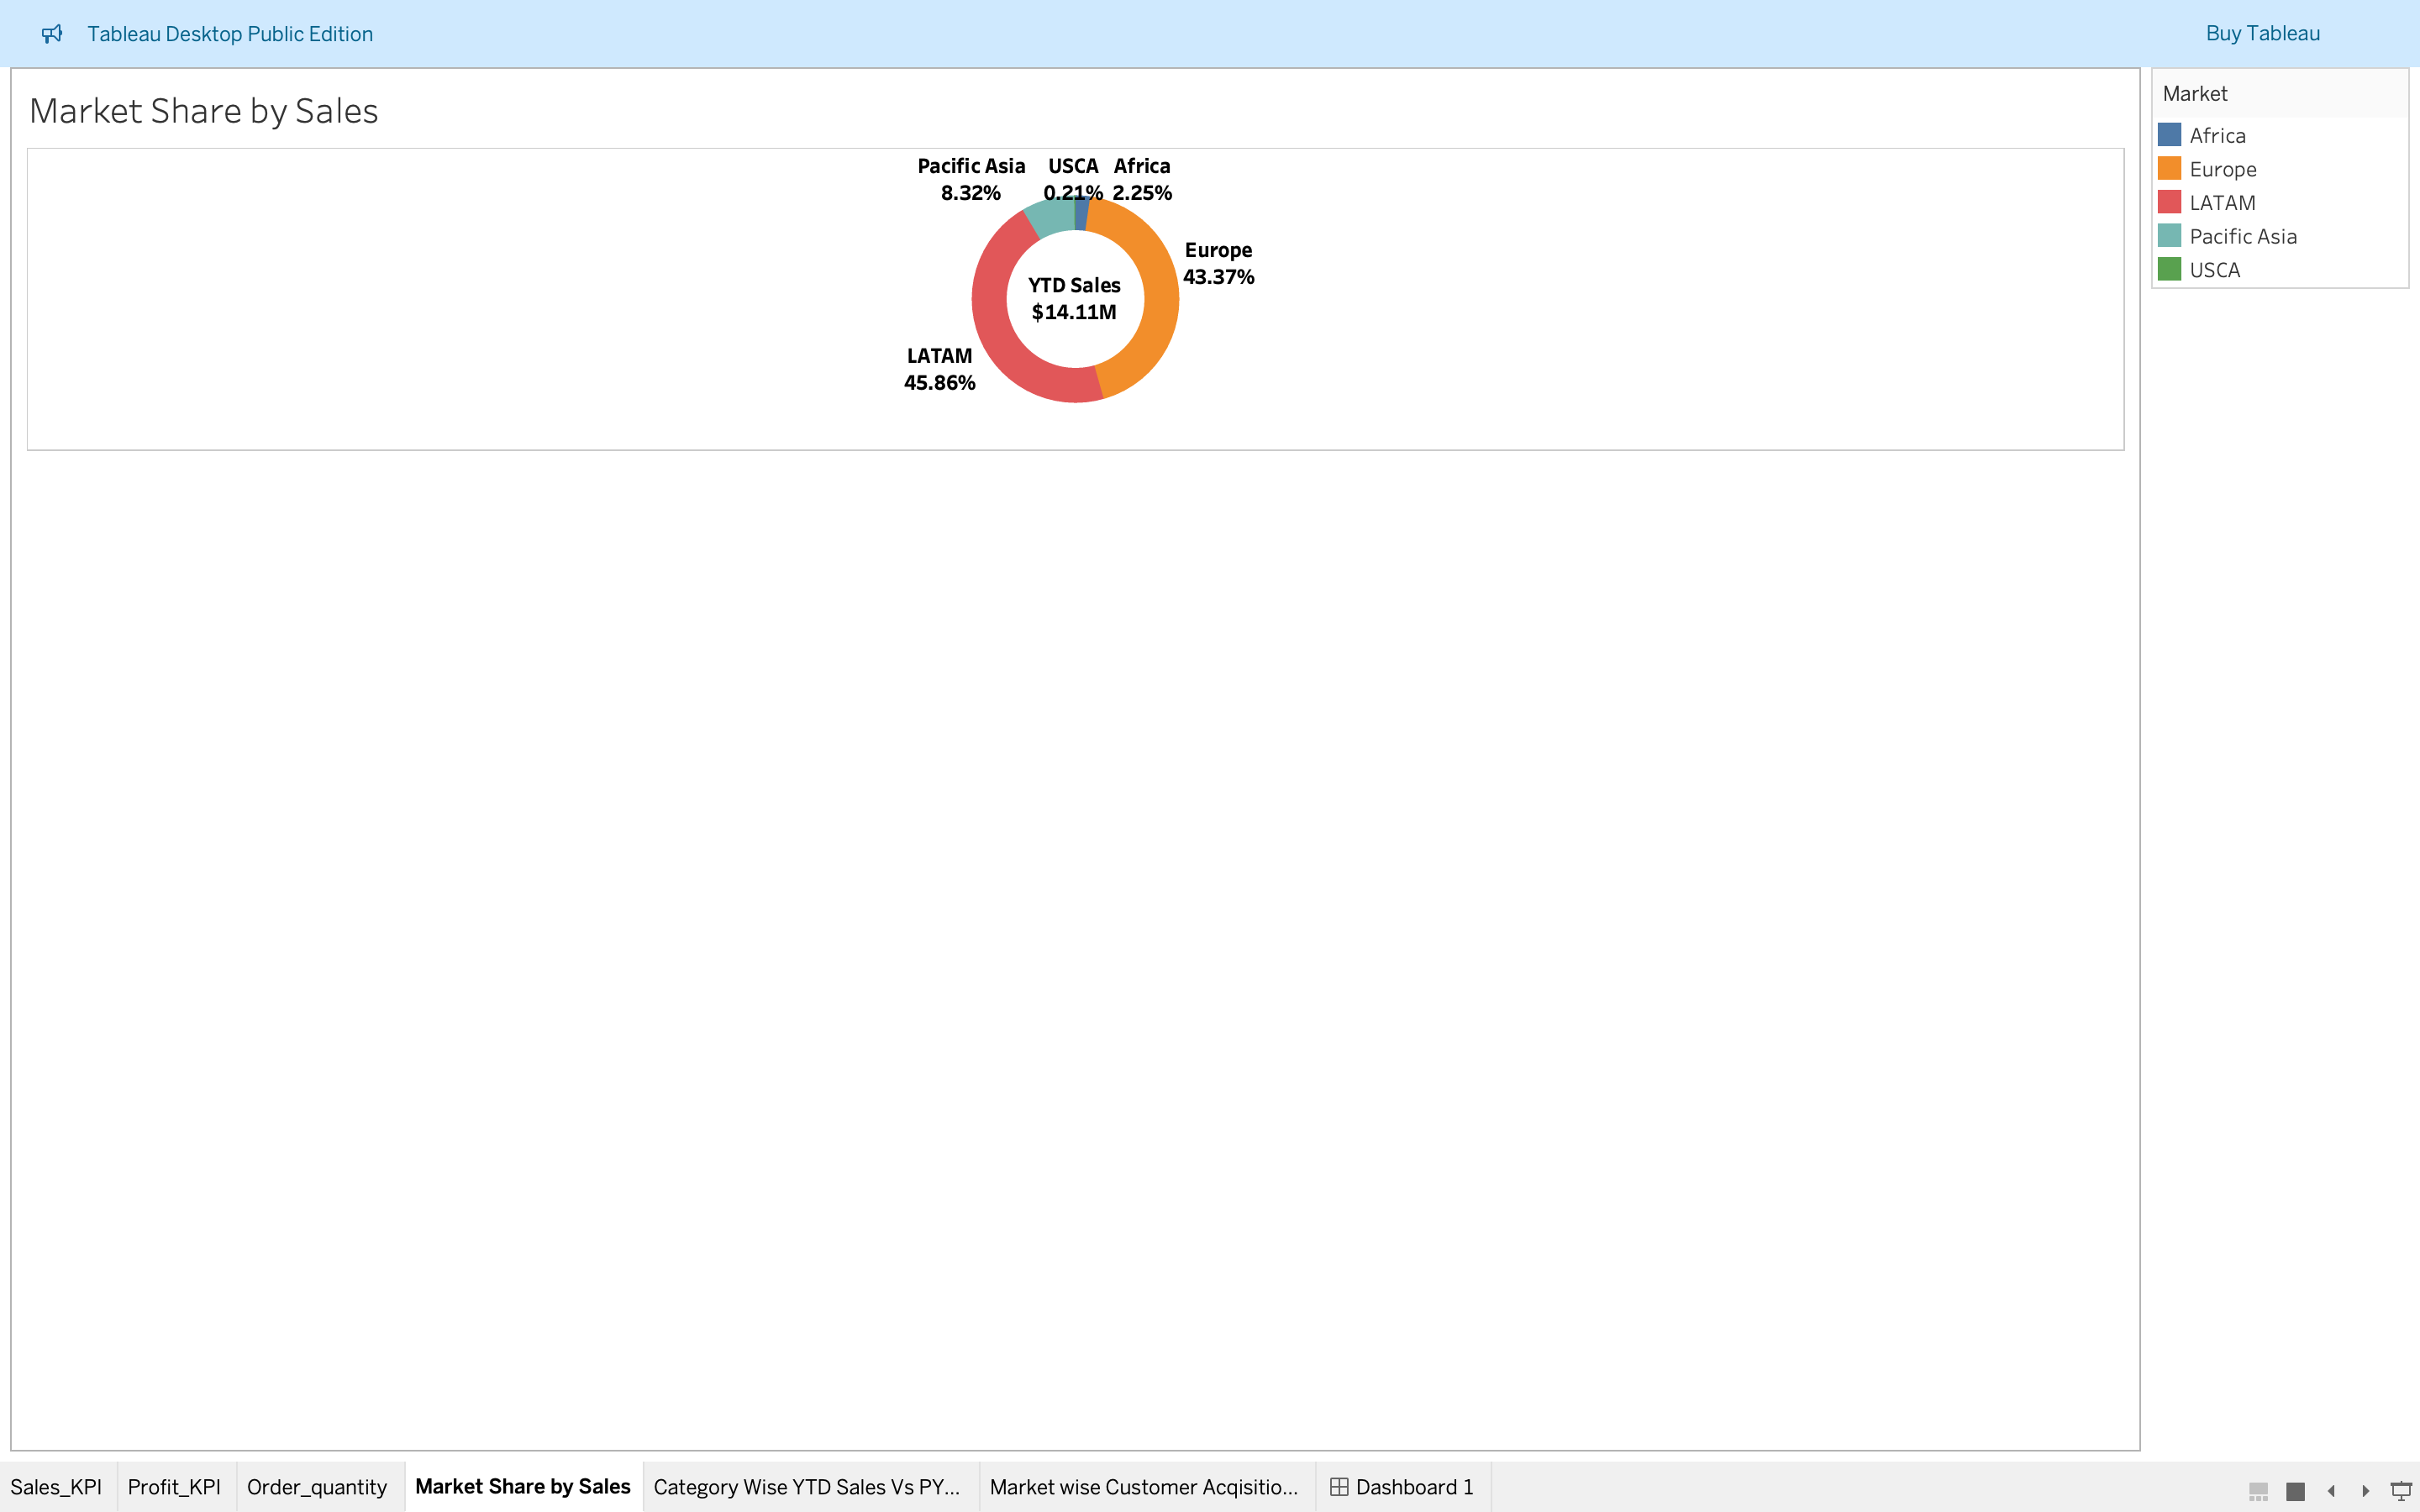 Tableau Desktop Public Edition
Buy Tableau
Market Share by Sales
Pacific Asia
8.32%
USCA
0.21%
Africa
2.25%
Europe
43.37%
YTD Sales
$14.11M
LATAM
45.86%
Market
Africa
Europe
LATAM
Pacific Asia
USCA
Sales_KPI
Profit_KPI
Order_quantity
Market Share by Sales
Category Wise YTD Sales Vs PY...
Market wise Customer Acqisitio...
Dashboard 1